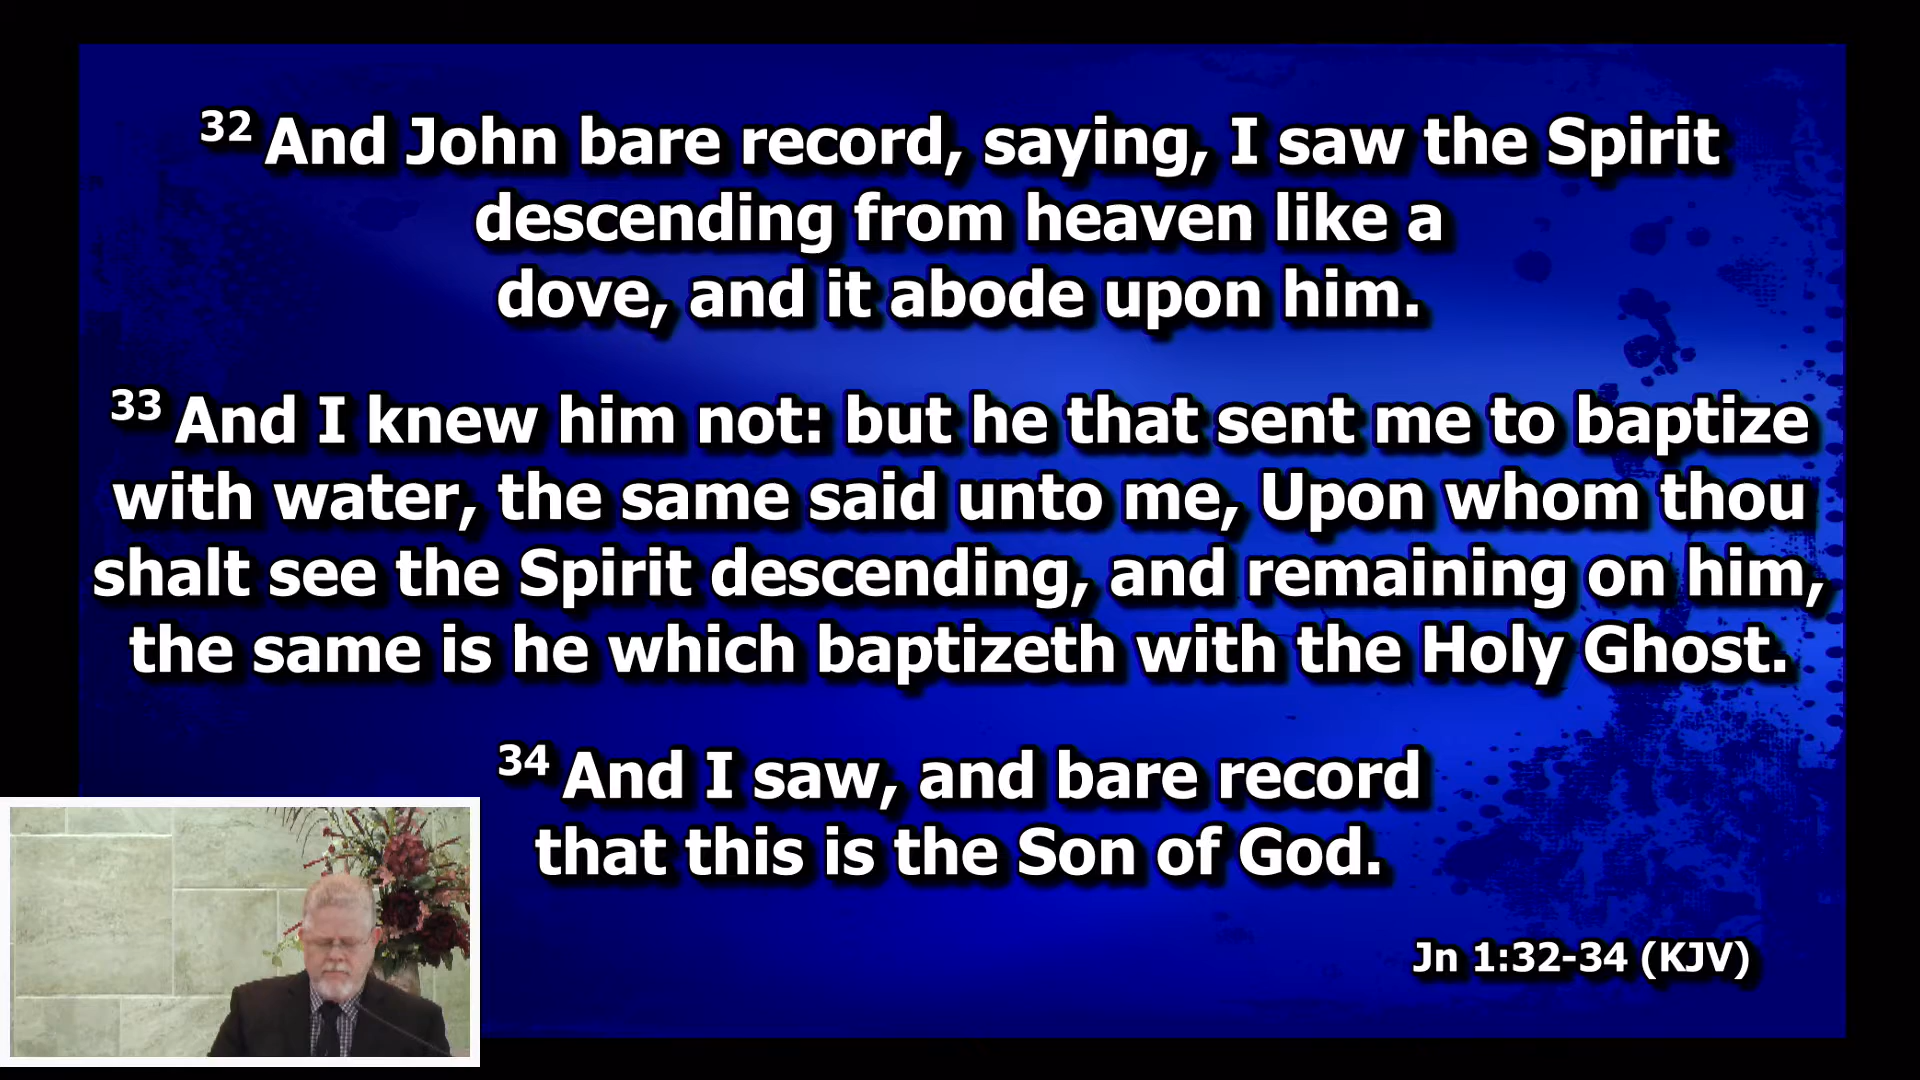 32 And John bare record, saying, I saw the Spirit
descending from heaven like a
dove, and it abode upon him.
33 And I knew him not: but he that sent me to baptize
with water, the same said unto me, Upon whom thou
shalt see the Spirit descending, and remaining on him,
the same is he which baptizeth with the Holy Ghost.
34 And I saw, and bare record
that this is the Son of God.
Jn 1:32-34 (KJV)